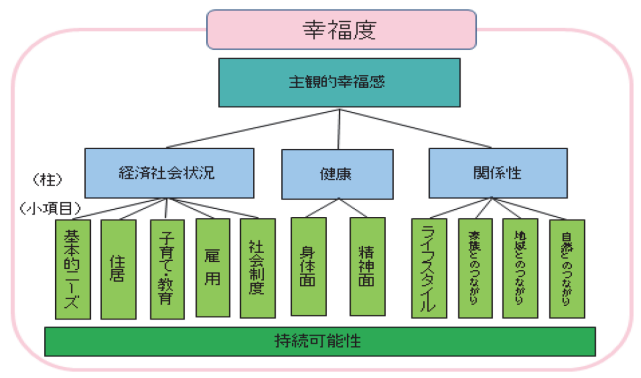 幸福度
主観的幸福感
〈柱〉
経済社会状況
健康
関係性
〈小項目〉
基本的ニーズ
住居
子育て・教育
雇用
社会制度
身体面
精神面
ライフスタイル
家族とのつながり
地域とのつながり
自然とのつながり
持続可能性